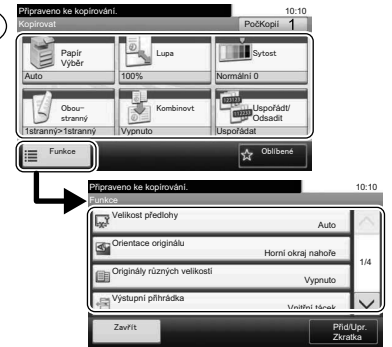 Připraveno ke kopírování. 10:10
Kopírovat PočKopií 1
Papír Výběr
Auto
Lupa
100%
Sytost
Normální 0
Obou-
stranný
1stranný>1stranný
Kombinovt
Vypnuto
Uspořádt/
Odsadit
Uspořádat
Funkce
Oblíbené
Připraveno ke kopírování. 10:10
Funkce
Velikost předlohy
Auto
Orientace originálu
Horní okraj nahoře
1/4
Originály různých velikostí
Vypnuto
Výstupní přihrádka
Vnitřní tácek
Zavřít
Přid/Upr.
Zkratka